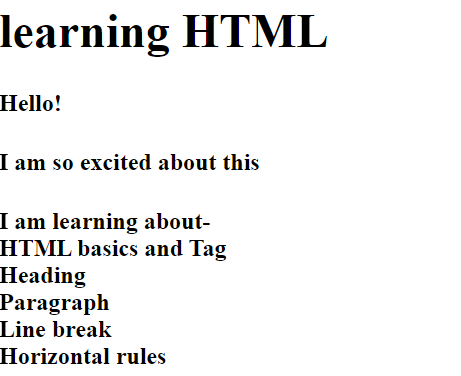 learning HTML
Hello!
I am so excited about this
I am learning about-
HTML basics and Tag
Heading
Paragraph
Line break
Horizontal rules